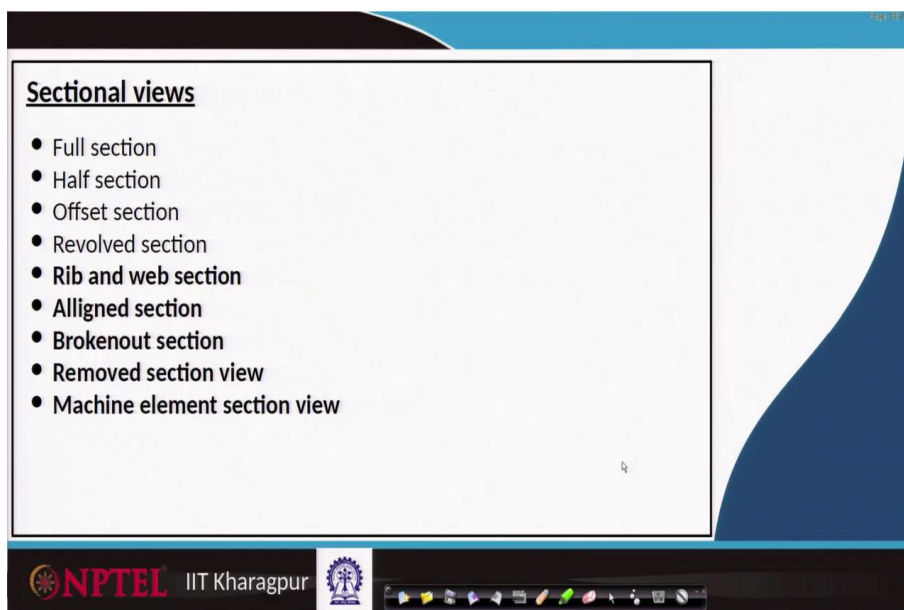 Sectional views
• Full section
• Half section
• Offset section
• Revolved section
• Rib and web section
• Alligned section
• Brokenout section
• Removed section view
• Machine element section view
NPTEL IIT Kharagpur